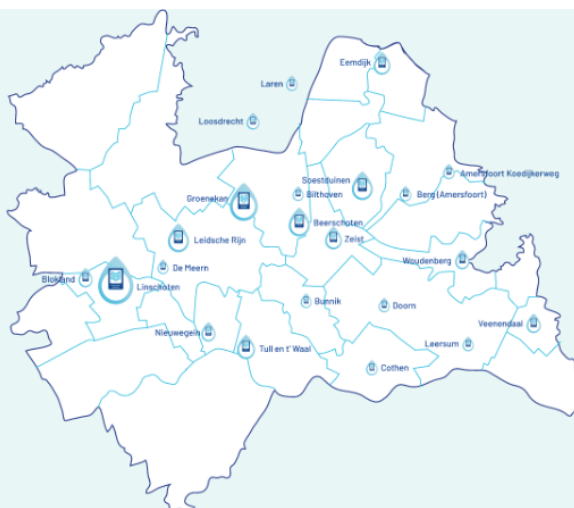 Eemdijk
Laren
Loosdrecht
Amersfoort Koedijkerweg
Soestduinen
Bilthoven
Berg (Amersfoort)
Groenekan
Beerschoten
Leidsche Rijn
Zeist
Woudenberg
De Meern
Blokland
Linschoten
Bunnik
Doorn
Veenendaal
Nieuwegein
Leersum
Tull en t' Waal
Cothen